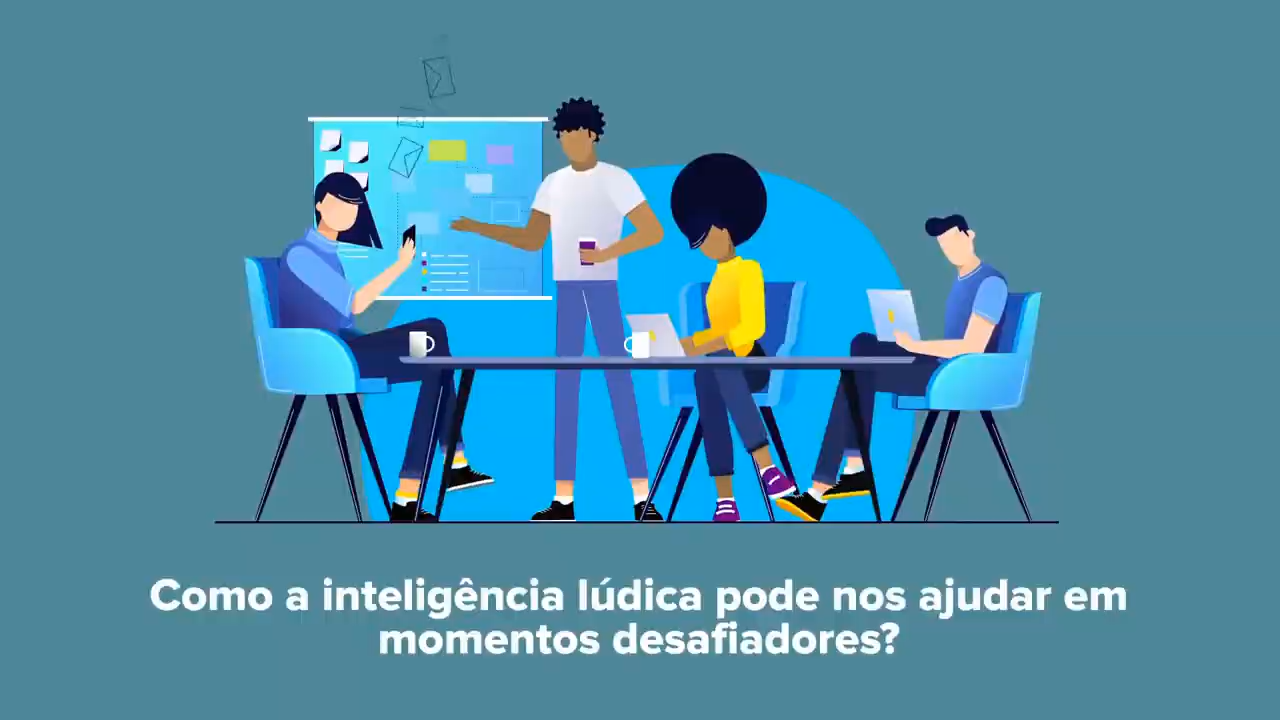 Como a inteligência lúdica pode nos ajudar em
momentos desafiadores?